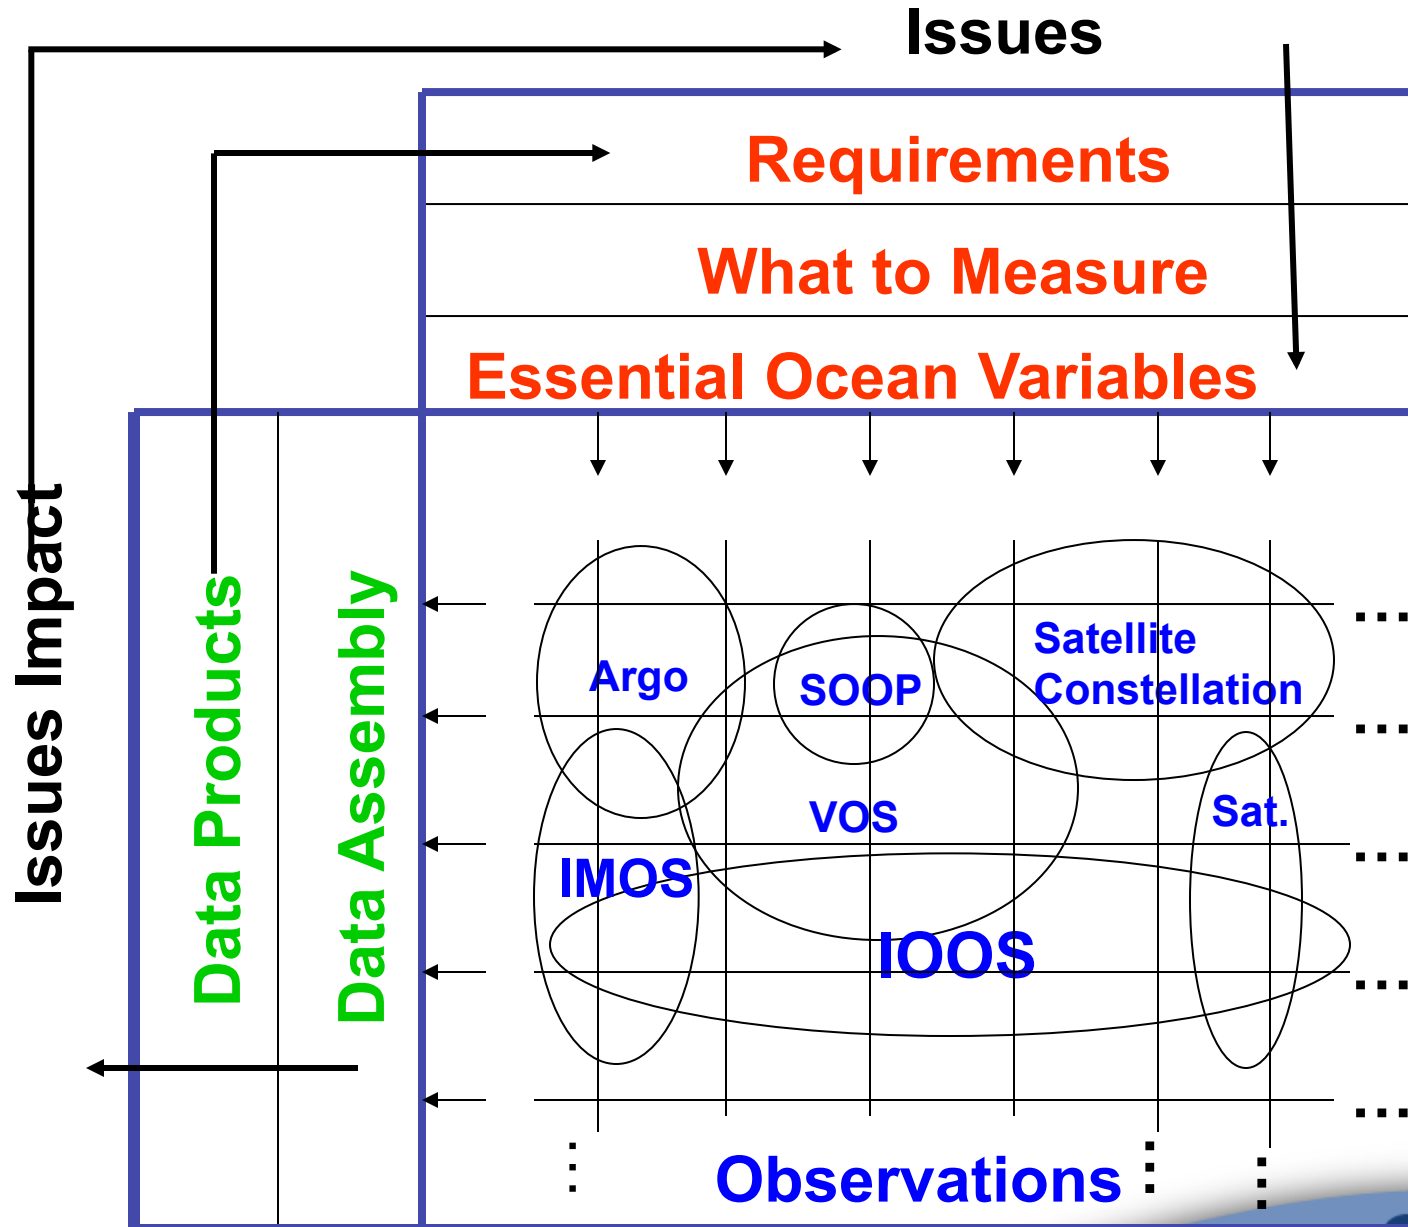 Issues
Requirements
What to Measure
Essential Ocean Variables
Issues Impact
Data Products
Data Assembly
Argo
SOOP
Satellite
Constellation
VOS
Sat.
IMOS
IOOS
Observations